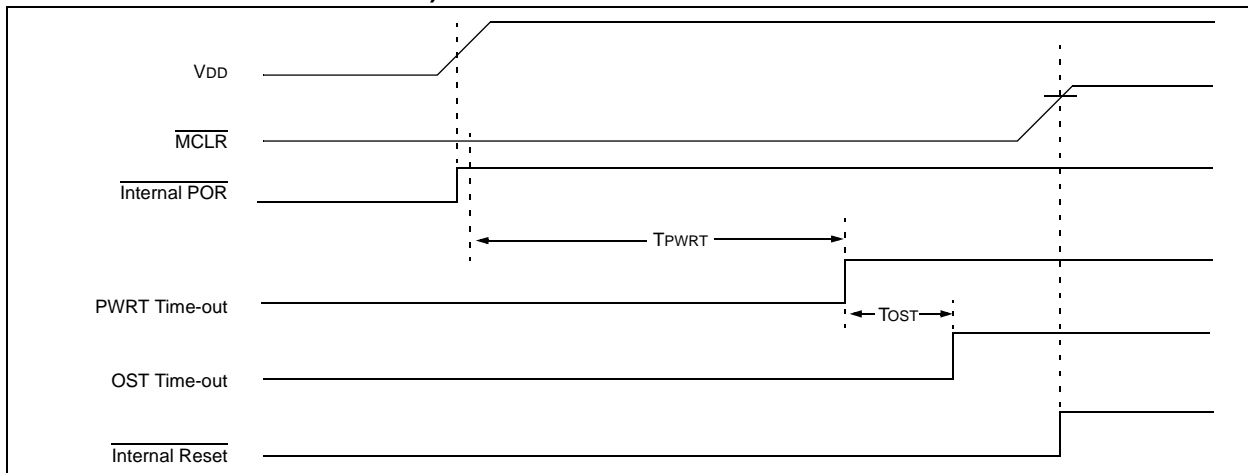 VDD
MCLR
Internal POR
TPWRT
PWRT Time-out
TOST
OST Time-out
Internal Reset